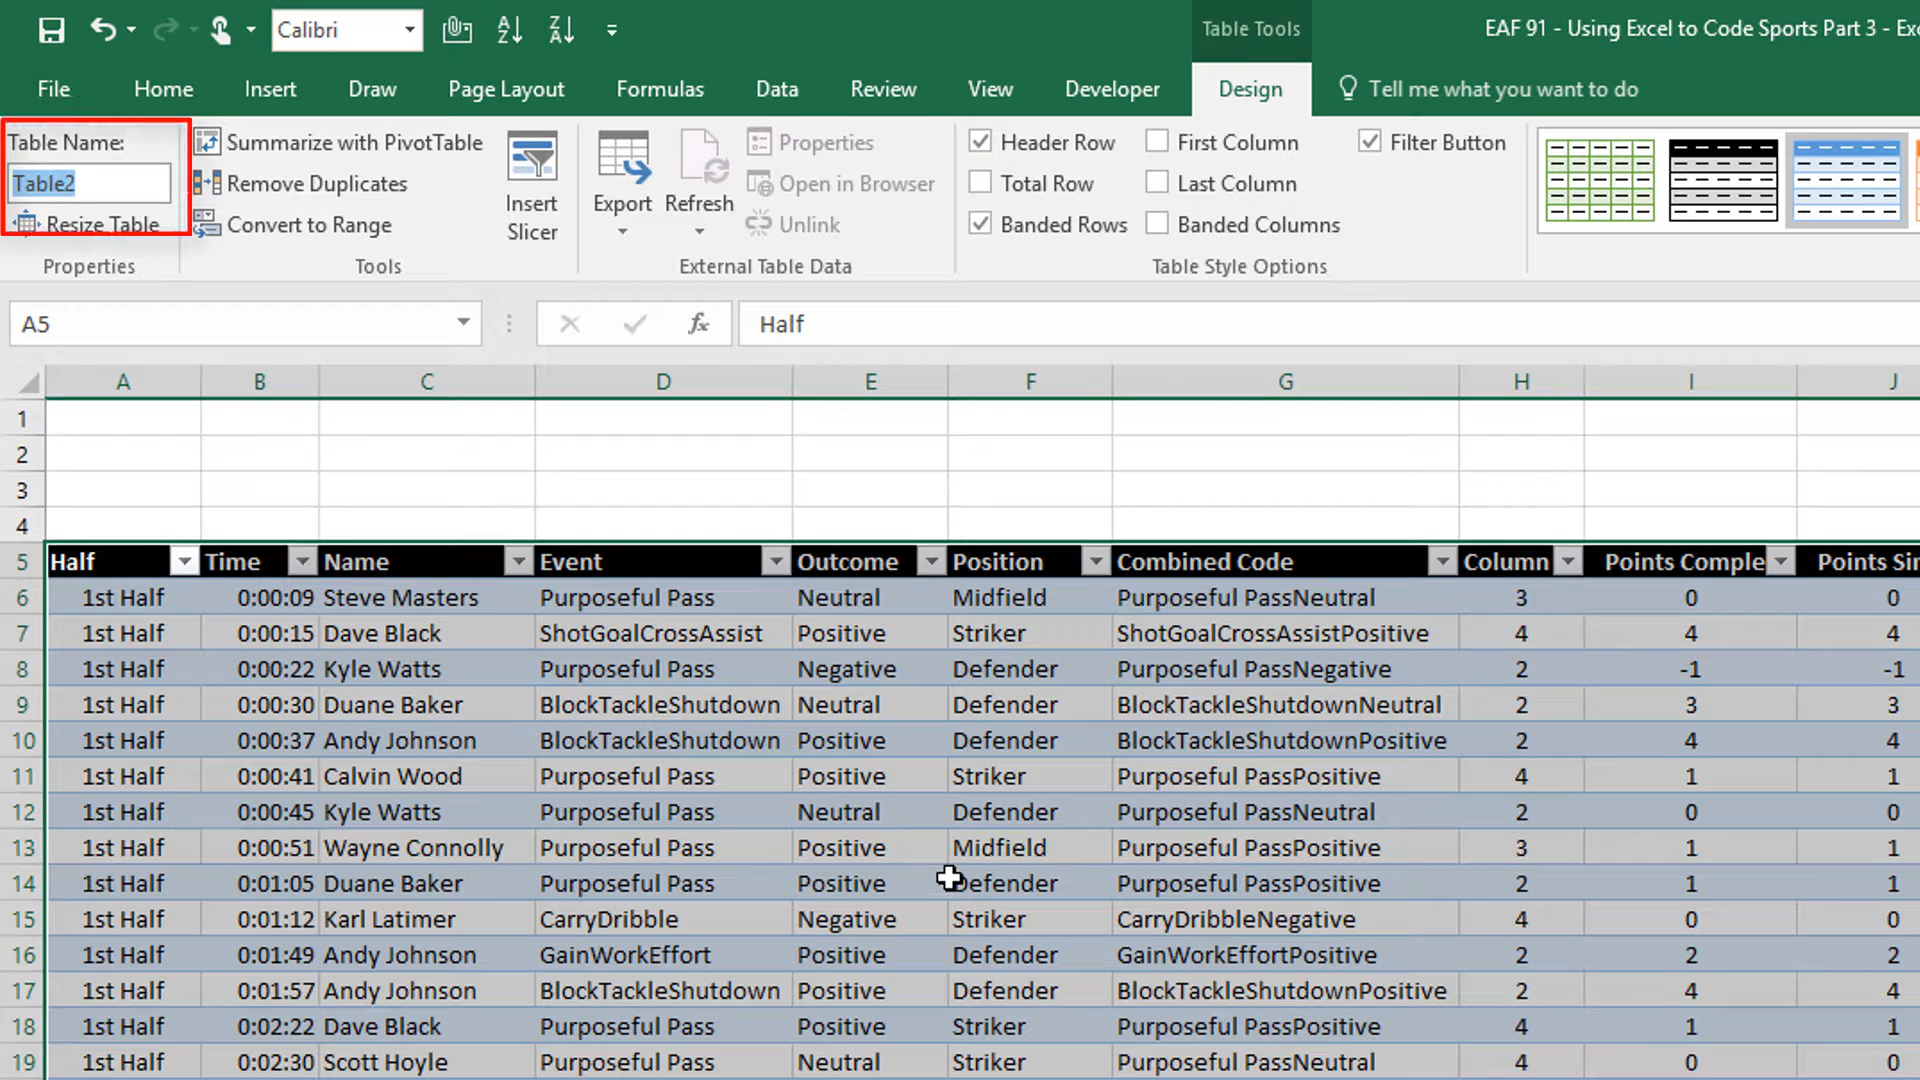 Calibri
A Z
Z A
Table Tools
EAF 91 - Using Excel to Code Sports Part 3 - Exc
File Home Insert Draw Page Layout Formulas Data Review View Developer Design Tell me what you want to do
Table Name:
Table2
Resize Table
Properties
Summarize with PivotTable
Remove Duplicates
Convert to Range
Insert
Slicer
Tools
Export
Refresh
Properties
Open in Browser
Unlink
External Table Data
Header Row First Column Filter Button
Total Row Last Column
Banded Rows Banded Columns
Table Style Options
A5 fx Half
A B C D E F G H I J
1
2
3
4
5 Half Time Name Event Outcome Position Combined Code Column Points Comple Points Sin
6 1st Half 0:00:09 Steve Masters Purposeful Pass Neutral Midfield Purposeful PassNeutral 3 0 0
7 1st Half 0:00:15 Dave Black ShotGoalCrossAssist Positive Striker ShotGoalCrossAssistPositive 4 4 4
8 1st Half 0:00:22 Kyle Watts Purposeful Pass Negative Defender Purposeful PassNegative 2 -1 -1
9 1st Half 0:00:30 Duane Baker BlockTackleShutdown Neutral Defender BlockTackleShutdownNeutral 2 3 3
10 1st Half 0:00:37 Andy Johnson BlockTackleShutdown Positive Defender BlockTackleShutdownPositive 2 4 4
11 1st Half 0:00:41 Calvin Wood Purposeful Pass Positive Striker Purposeful PassPositive 4 1 1
12 1st Half 0:00:45 Kyle Watts Purposeful Pass Neutral Defender Purposeful PassNeutral 2 0 0
13 1st Half 0:00:51 Wayne Connolly Purposeful Pass Positive Midfield Purposeful PassPositive 3 1 1
14 1st Half 0:01:05 Duane Baker Purposeful Pass Positive Defender Purposeful PassPositive 2 1 1
15 1st Half 0:01:12 Karl Latimer CarryDribble Negative Striker CarryDribbleNegative 4 0 0
16 1st Half 0:01:49 Andy Johnson GainWorkEffort Positive Defender GainWorkEffortPositive 2 2 2
17 1st Half 0:01:57 Andy Johnson BlockTackleShutdown Positive Defender BlockTackleShutdownPositive 2 4 4
18 1st Half 0:02:22 Dave Black Purposeful Pass Positive Striker Purposeful PassPositive 4 1 1
19 1st Half 0:02:30 Scott Hoyle Purposeful Pass Neutral Striker Purposeful PassNeutral 4 0 0